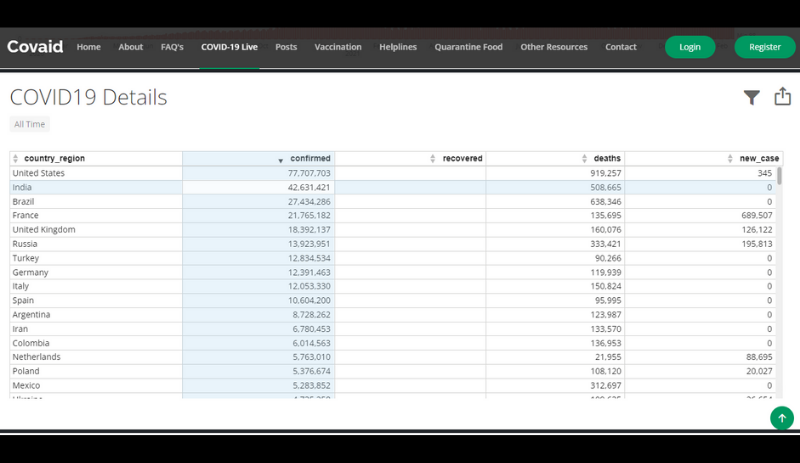 Covaid Home About FAQ's COVID-19 Live Posts Vaccination Helplines Quarantine Food Other Resources Contact Login Register
COVID19 Details
All Time
country_region confirmed recovered deaths new_case
United States 77,707,703 919,257 345
India 42,631,421 508,665 0
Brazil 27,434,286 638,346 0
France 21,765,182 135,695 689,507
United Kingdom 18,392,137 160,076 126,122
Russia 13,923,951 333,421 195,813
Turkey 12,834,534 90,266 0
Germany 12,391,463 119,939 0
Italy 12,053,330 150,824 0
Spain 10,604,200 95,995 0
Argentina 8,728,262 123,987 0
Iran 6,780,453 133,570 0
Colombia 6,014,563 136,953 0
Netherlands 5,763,010 21,955 88,695
Poland 5,376,674 108,120 20,027
Mexico 5,283,852 312,697 0